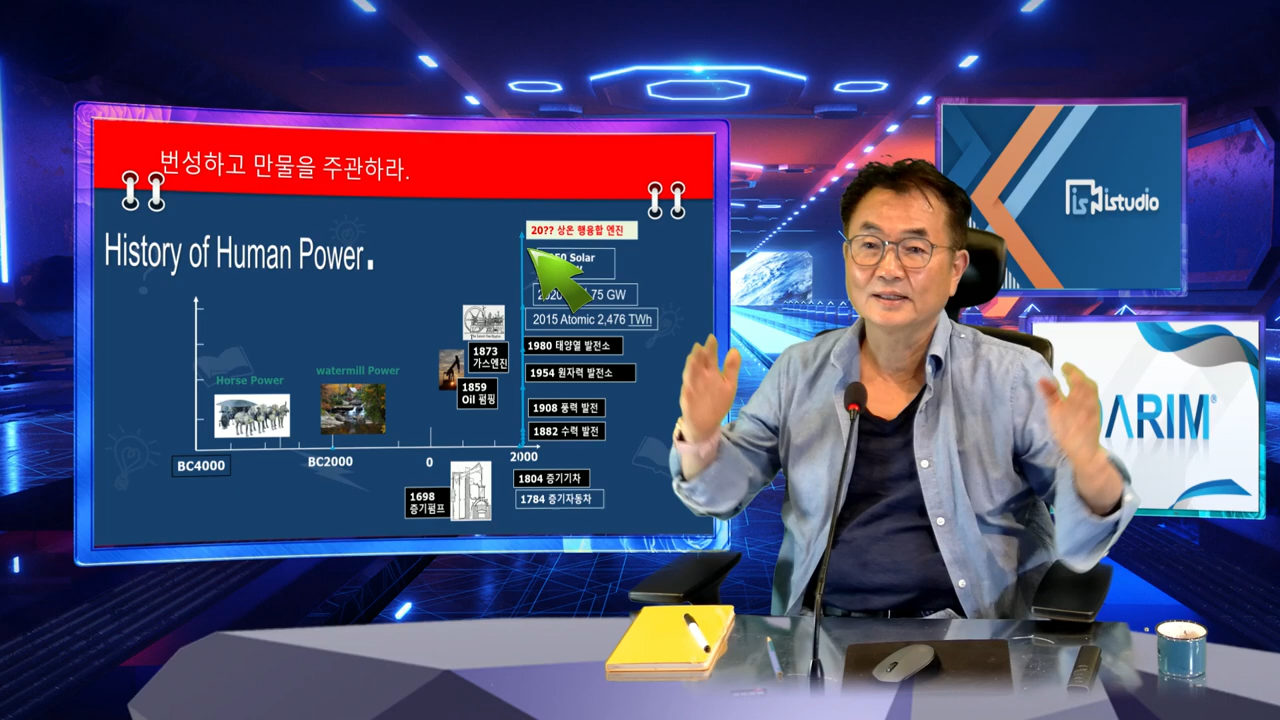 번성하고 만물을 주관하라.
History of Human Power.
20?? 상온 핵융합 엔진
Solar
75 GW
2015 Atomic 2,476 TWh
1980 태양열 발전소
1954 원자력 발전소
1908 풍력 발전
1882 수력 발전
1873
가스엔진
1859
Oil 펌핑
watermill Power
Horse Power
BC4000
BC2000
0
2000
1698
증기펌프
1804 증기기차
1784 증기자동차
is istudio
DARIM®